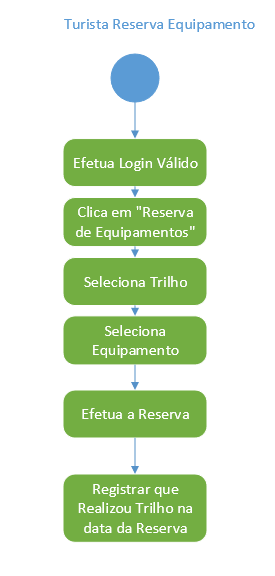 Turista Reserva Equipamento
Efetua Login Válido
Clica em "Reserva
de Equipamentos"
Seleciona Trilho
Seleciona
Equipamento
Efetua a Reserva
Registrar que
Realizou Trilho na
data da Reserva